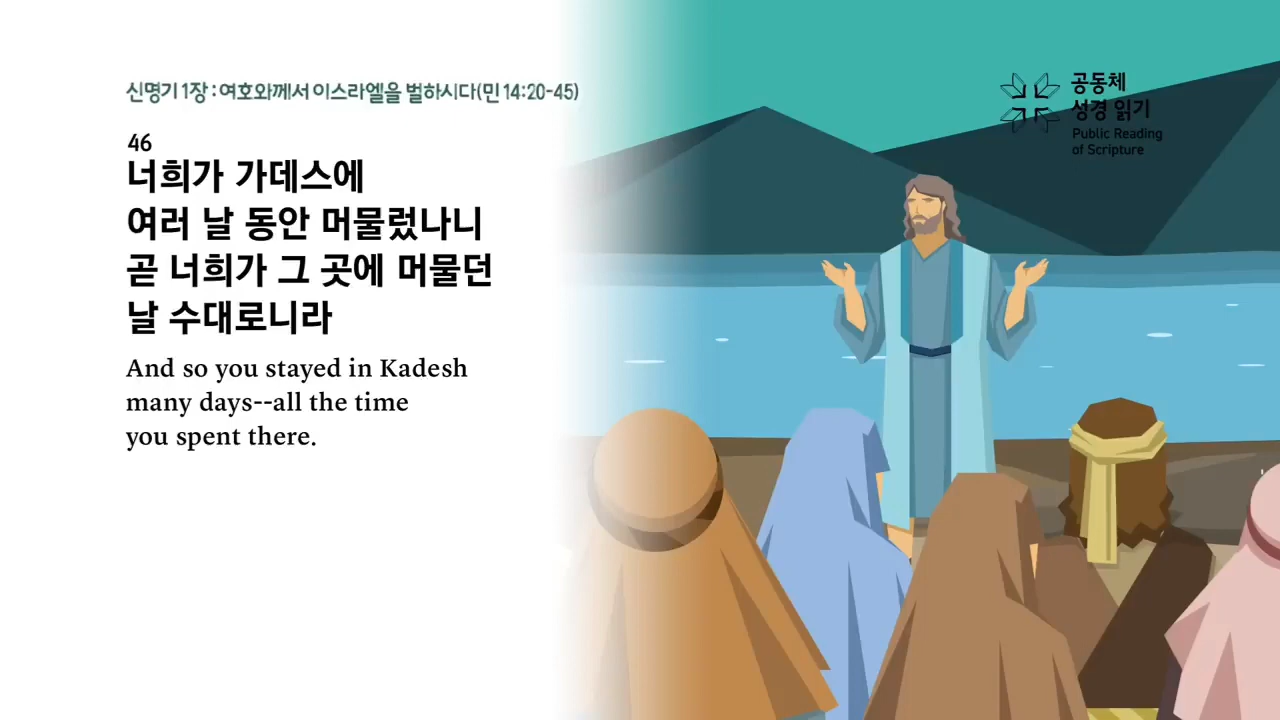 신명기 1장 : 여호와께서 이스라엘을 벌하시다(민 14:20-45)
46
너희가 가데스에
여러 날 동안 머물렀나니
곧 너희가 그 곳에 머물던
날 수대로니라
And so you stayed in Kadesh
many days--all the time
you spent there.
공동체
성경 읽기
Public Reading
of Scripture